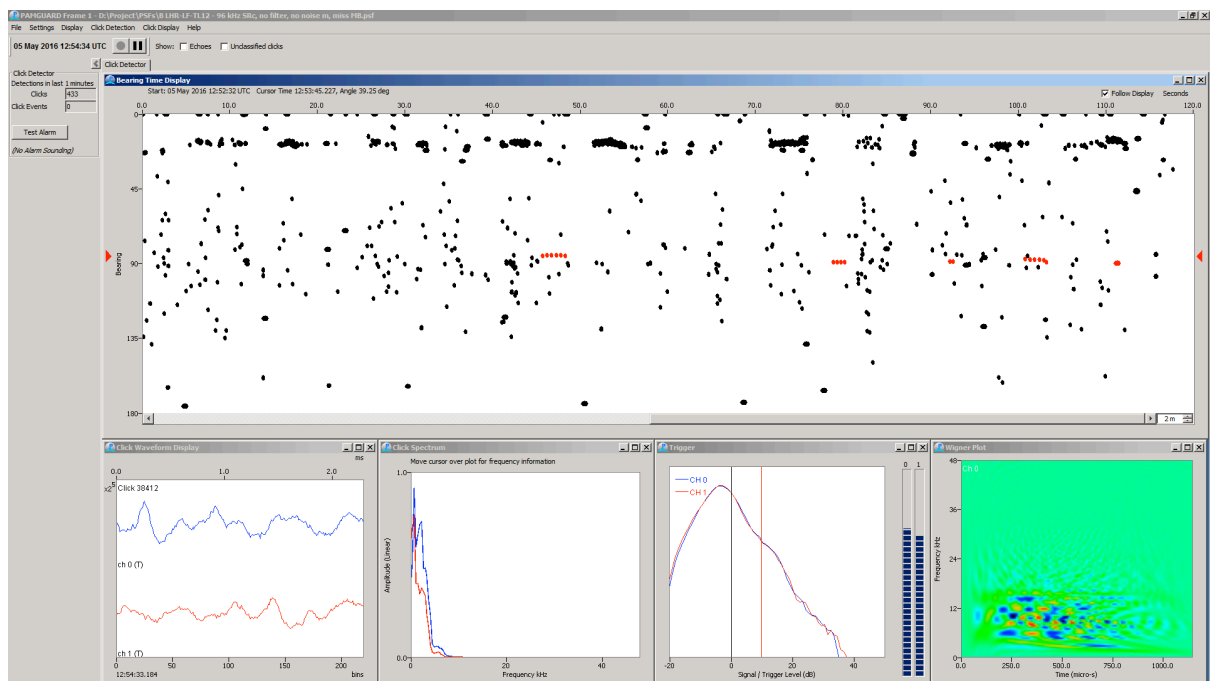 PAMGUARD Frame 1 - D:\Project\PSFs\8 LHR-LF-TL12 - 96 kHz SRc, no filter, no noise m, miss MB.psf
File Settings Display Click Detection Click Display Help
05 May 2016 12:54:34 UTC Show: Echoes Unclassified clicks
Click Detector
Click Detector
Detections in last 1 minutes
Clicks 433
Click Events 0
Test Alarm
(No Alarm Sounding)
Bearing Time Display
Start: 05 May 2016 12:52:32 UTC Cursor Time 12:53:45.227, Angle 39.25 deg Follow Display Seconds
0.0 10.0 20.0 30.0 40.0 50.0 60.0 70.0 80.0 90.0 100.0 110.0 120.0
0
45
90
135
180
Bearing
2 m
Click Waveform Display
ms
0.0 1.0 2.0
x2^5 Click 38412
ch 0 (T)
ch 1 (T)
0 50 100 150 200
12:54:33.184 bins
Click Spectrum
Move cursor over plot for frequency information
1.0
Amplitude (Linear)
0.0
0 40
Frequency kHz
Trigger
CH 0
CH 1
0 1
-20 0 20 40
Signal / Trigger Level (dB)
Wigner Plot
Ch 0
48
36
24
12
0
Frequency kHz
0.0 250.0 500.0 750.0 1000.0
Time (micro-s)